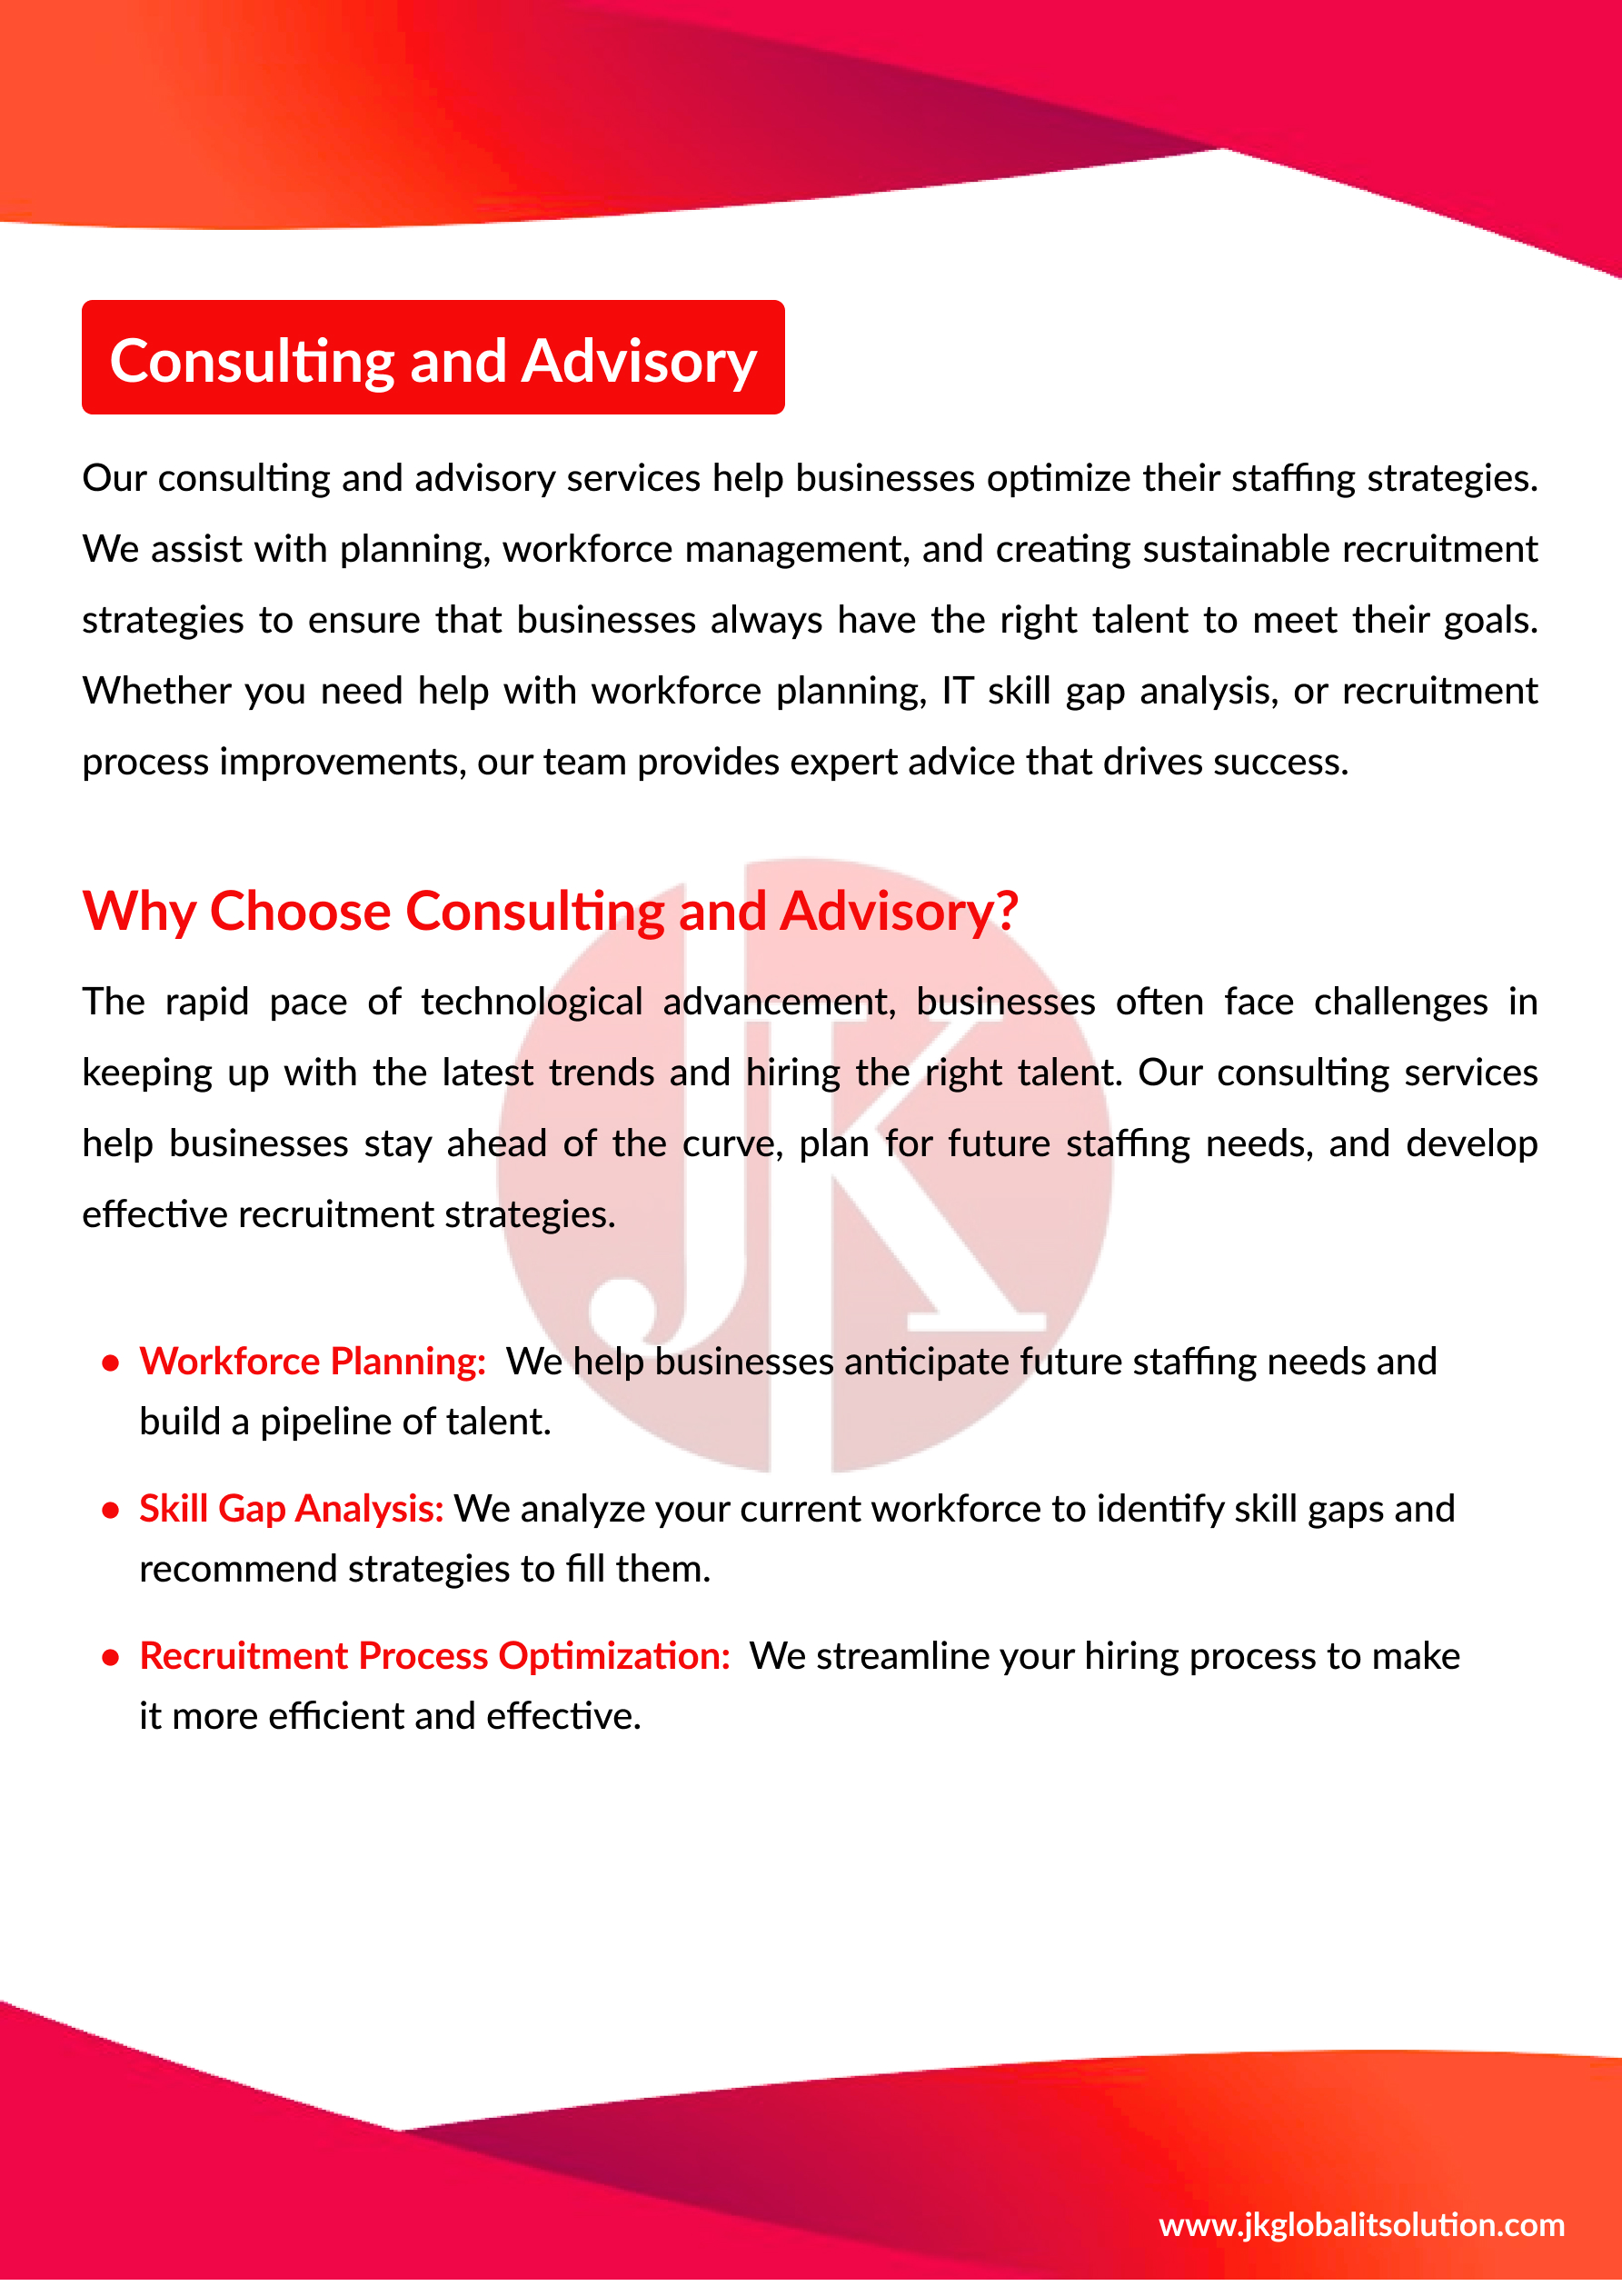 Consulting and Advisory
Our consulting and advisory services help businesses optimize their staffing strategies.
We assist with planning, workforce management, and creating sustainable recruitment
strategies to ensure that businesses always have the right talent to meet their goals.
Whether you need help with workforce planning, IT skill gap analysis, or recruitment
process improvements, our team provides expert advice that drives success.
Why Choose Consulting and Advisory?
The rapid pace of technological advancement, businesses often face challenges in
keeping up with the latest trends and hiring the right talent. Our consulting services
help businesses stay ahead of the curve, plan for future staffing needs, and develop
effective recruitment strategies.
JK
• Workforce Planning: We help businesses anticipate future staffing needs and
build a pipeline of talent.
• Skill Gap Analysis: We analyze your current workforce to identify skill gaps and
recommend strategies to fill them.
• Recruitment Process Optimization: We streamline your hiring process to make
it more efficient and effective.
www.jkglobalitsolution.com